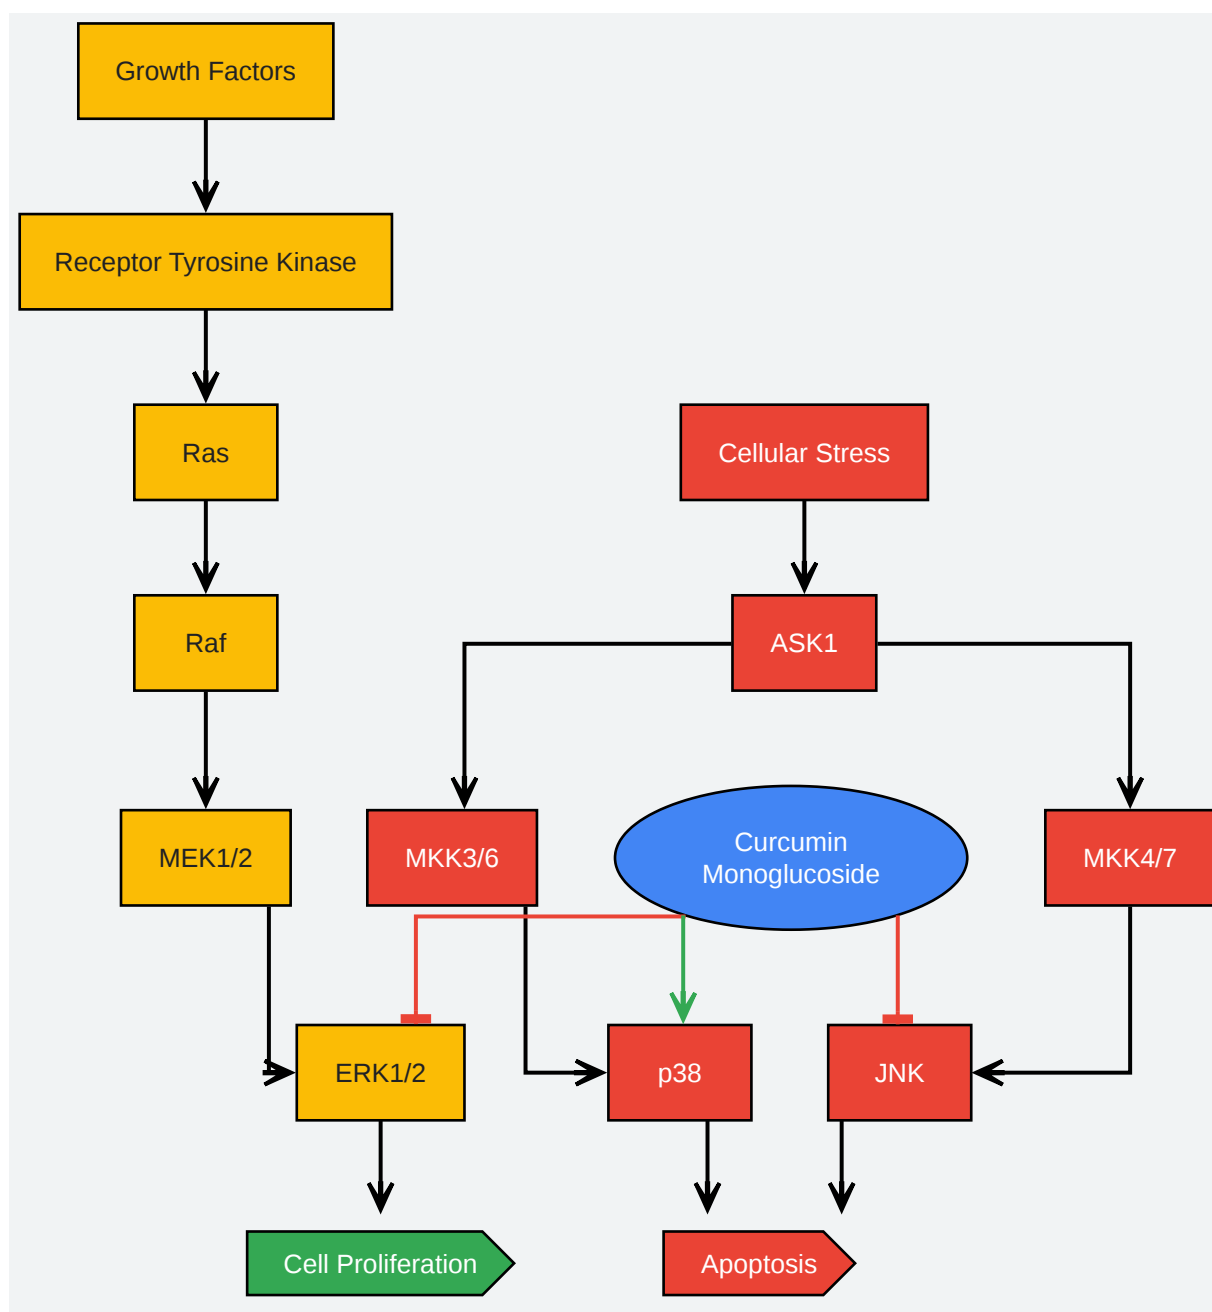 Growth Factors
Receptor Tyrosine Kinase
Ras
Cellular Stress
Raf
ASK1
MEK1/2
MKK3/6
Curcumin
Monoglucoside
MKK4/7
ERK1/2
p38
JNK
Cell Proliferation
Apoptosis